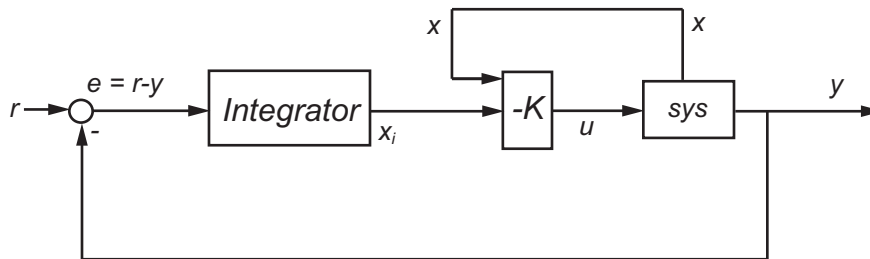 x
x
r
e = r-y
-
Integrator
xi
-K
u
sys
y